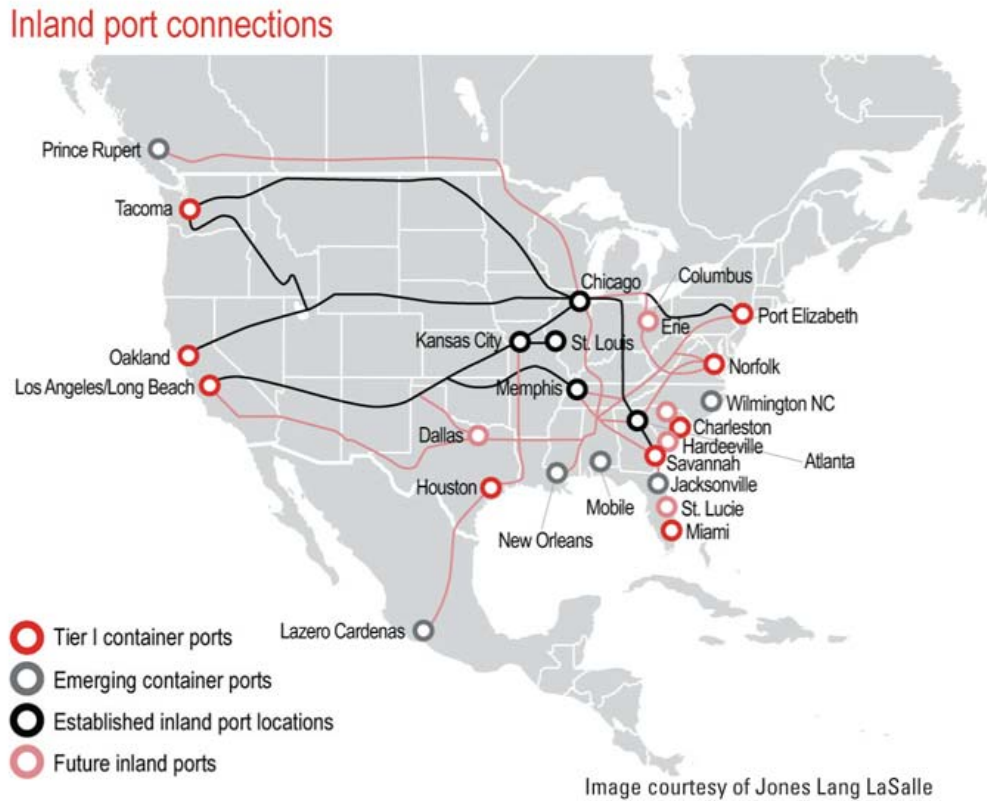 Inland port connections
Prince Rupert
Tacoma
Columbus
Chicago
Port Elizabeth
Erie
Kansas City
St. Louis
Oakland
Norfolk
Los Angeles/Long Beach
Memphis
Wilmington NC
Charleston
Dallas
Hardeeville
Atlanta
Savannah
Houston
Jacksonville
Mobile
St. Lucie
New Orleans
Miami
Lazero Cardenas
Tier I container ports
Emerging container ports
Established inland port locations
Future inland ports
Image courtesy of Jones Lang LaSalle